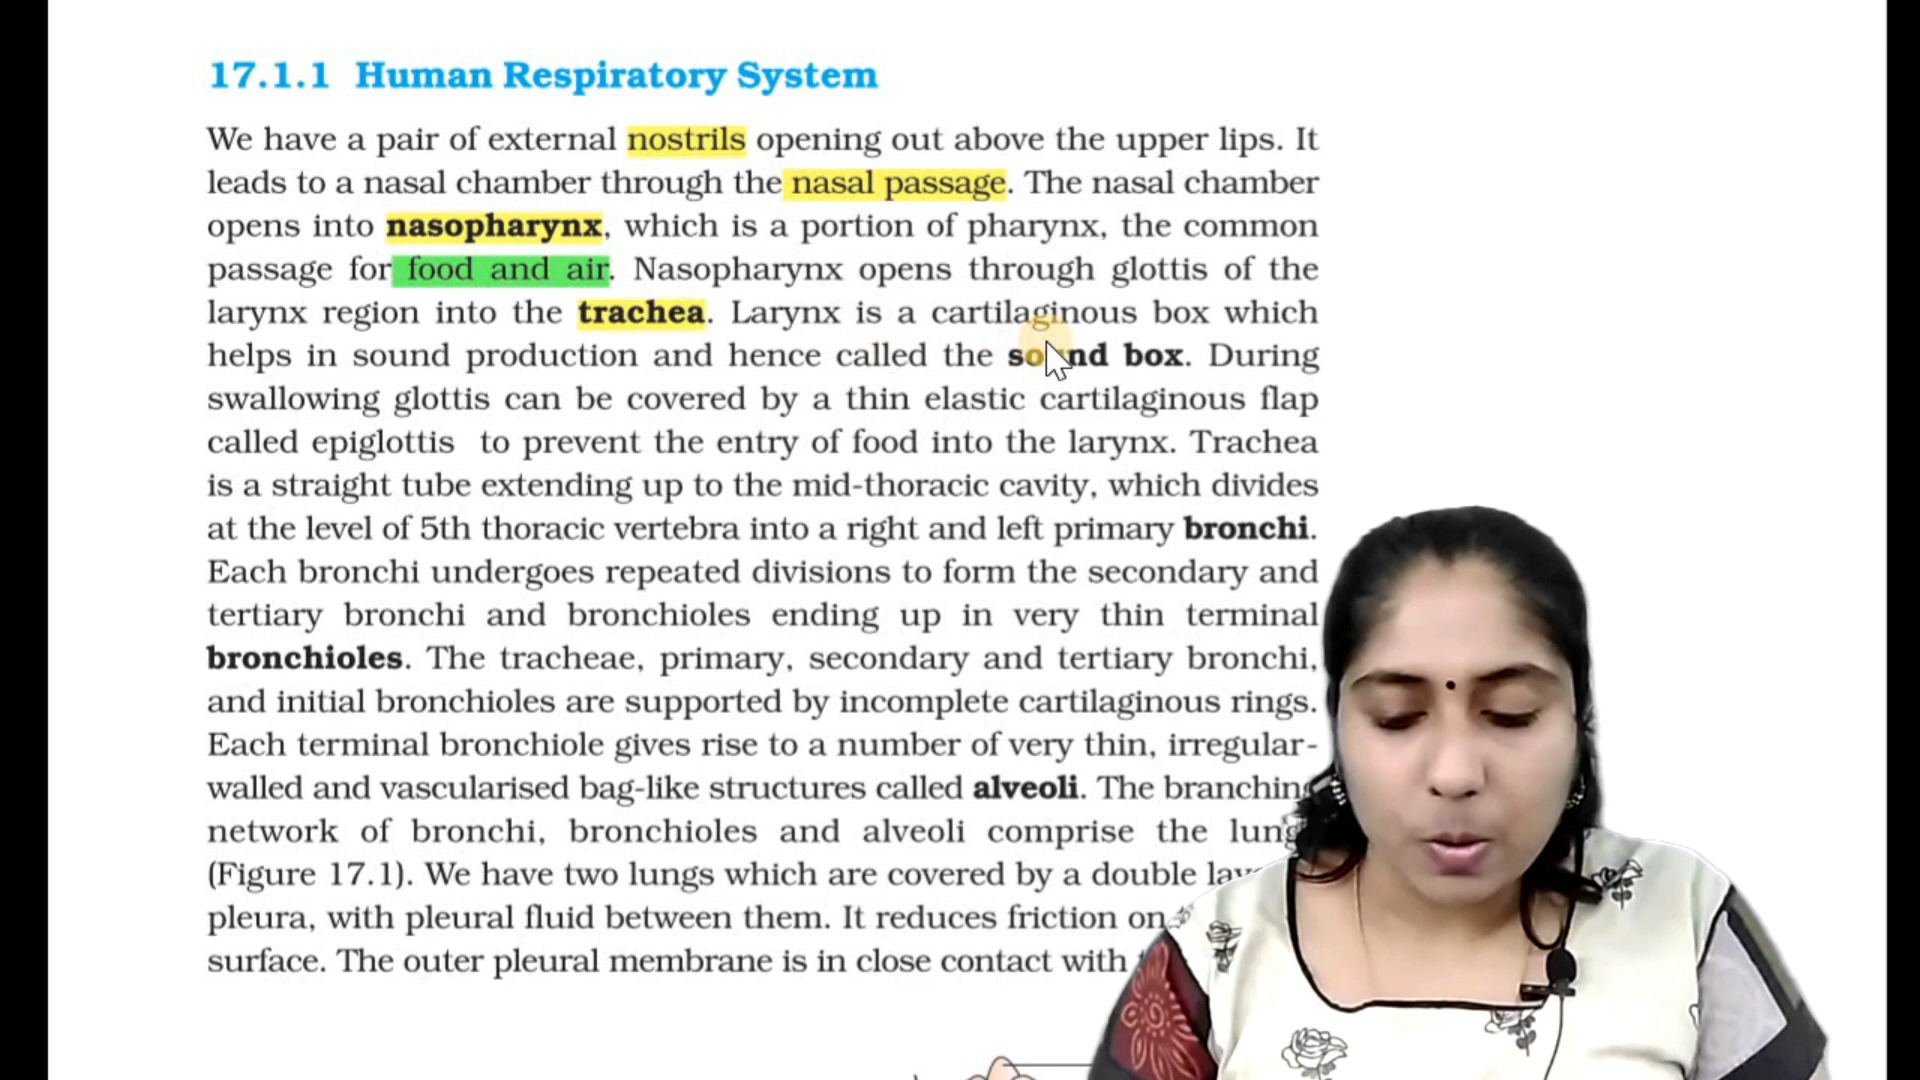 17.1.1 Human Respiratory System
We have a pair of external nostrils opening out above the upper lips. It
leads to a nasal chamber through the nasal passage. The nasal chamber
opens into nasopharynx, which is a portion of pharynx, the common
passage for food and air. Nasopharynx opens through glottis of the
larynx region into the trachea. Larynx is a cartilaginous box which
helps in sound production and hence called the sound box. During
swallowing glottis can be covered by a thin elastic cartilaginous flap
called epiglottis to prevent the entry of food into the larynx. Trachea
is a straight tube extending up to the mid-thoracic cavity, which divides
at the level of 5th thoracic vertebra into a right and left primary bronchi.
Each bronchi undergoes repeated divisions to form the secondary and
tertiary bronchi and bronchioles ending up in very thin terminal
bronchioles. The tracheae, primary, secondary and tertiary bronchi,
and initial bronchioles are supported by incomplete cartilaginous rings.
Each terminal bronchiole gives rise to a number of very thin, irregular-
walled and vascularised bag-like structures called alveoli. The branching
network of bronchi, bronchioles and alveoli comprise the lung
(Figure 17.1). We have two lungs which are covered by a double
pleura, with pleural fluid between them. It reduces friction on
surface. The outer pleural membrane is in close contact with